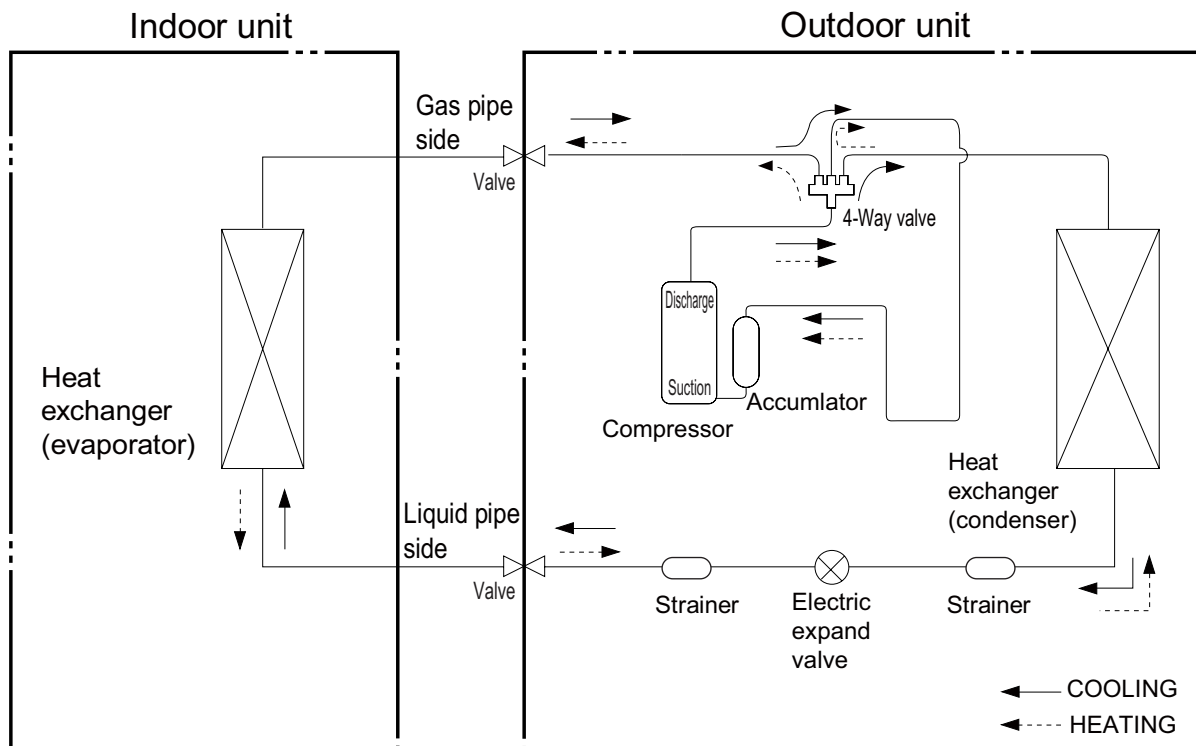 Indoor unit
Outdoor unit
Gas pipe
side
Valve
4-Way valve
Discharge
Suction
Compressor
Accumlator
Heat
exchanger
(evaporator)
Heat
exchanger
(condenser)
Liquid pipe
side
Valve
Strainer
Electric
expand
valve
Strainer
COOLING
HEATING